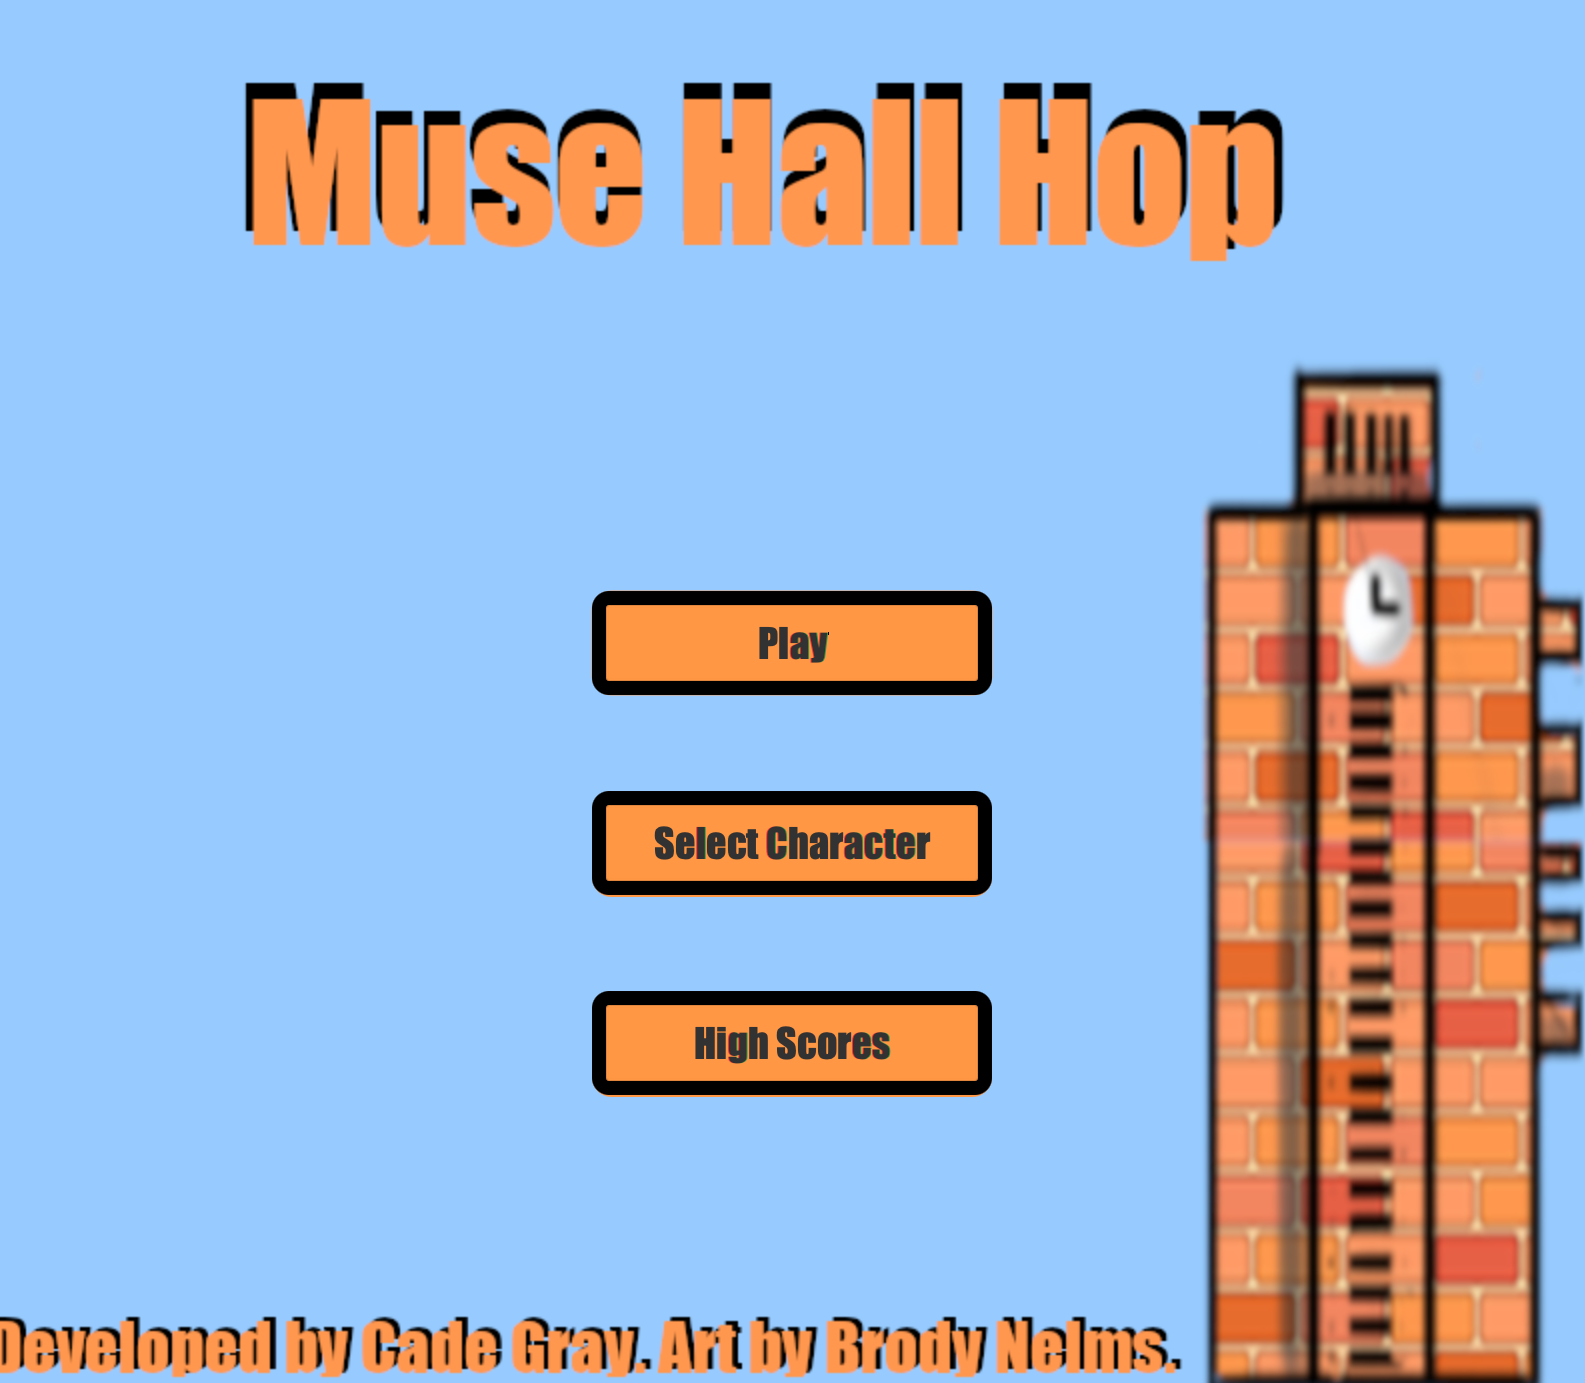 Muse Hall Hop
Play
Select Character
High Scores
Developed by Cade Gray. Art by Brody Nelms.